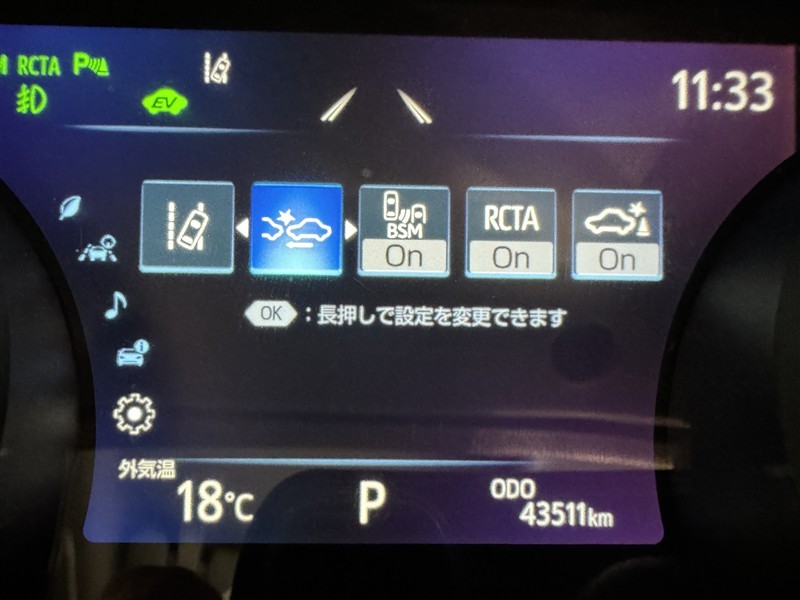 RCTA P
EV
11:33
BSM
On
RCTA
On
On
OK :長押しで設定を変更できます
外気温
18℃
P
ODO
43511km